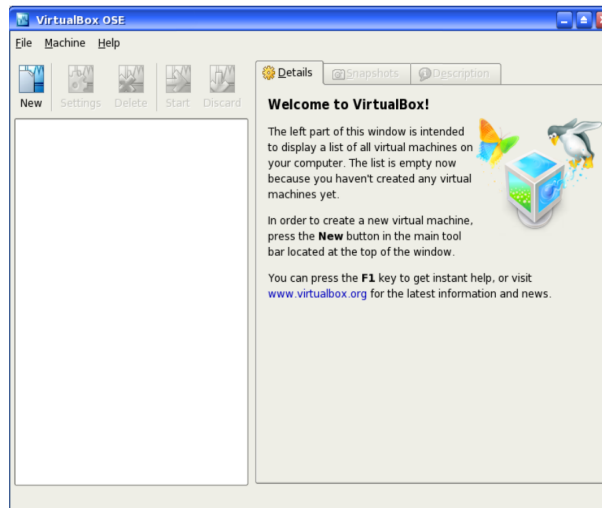 VirtualBox OSE
File Machine Help
New Settings Delete Start Discard
Details Snapshots Description
Welcome to VirtualBox!
The left part of this window is intended
to display a list of all virtual machines on
your computer. The list is empty now
because you haven't created any virtual
machines yet.
In order to create a new virtual machine,
press the New button in the main tool
bar located at the top of the window.
You can press the F1 key to get instant help, or visit
www.virtualbox.org for the latest information and news.